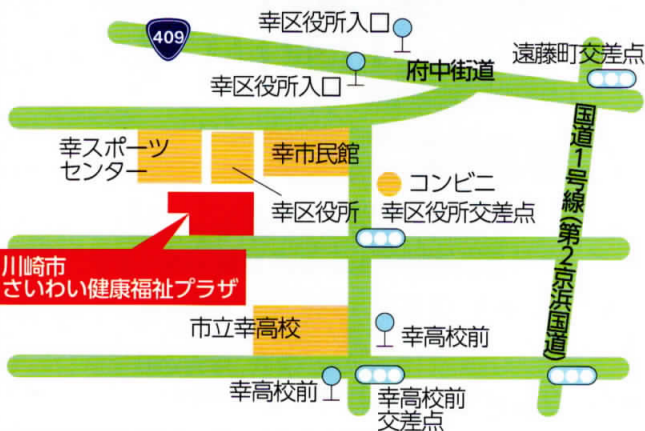 409
幸区役所入口
幸区役所入口
府中街道
遠藤町交差点
国道1号線(第2京浜国道)
幸スポーツ
センター
幸市民館
幸区役所
コンビニ
幸区役所交差点
川崎市
さいわい健康福祉プラザ
市立幸高校
幸高校前
幸高校前
幸高校前
交差点